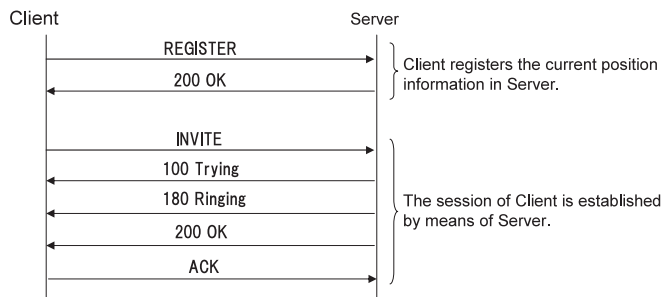 Client
Server
REGISTER
Client registers the current position
information in Server.
200 OK
INVITE
100 Trying
180 Ringing
The session of Client is established
by means of Server.
200 OK
ACK